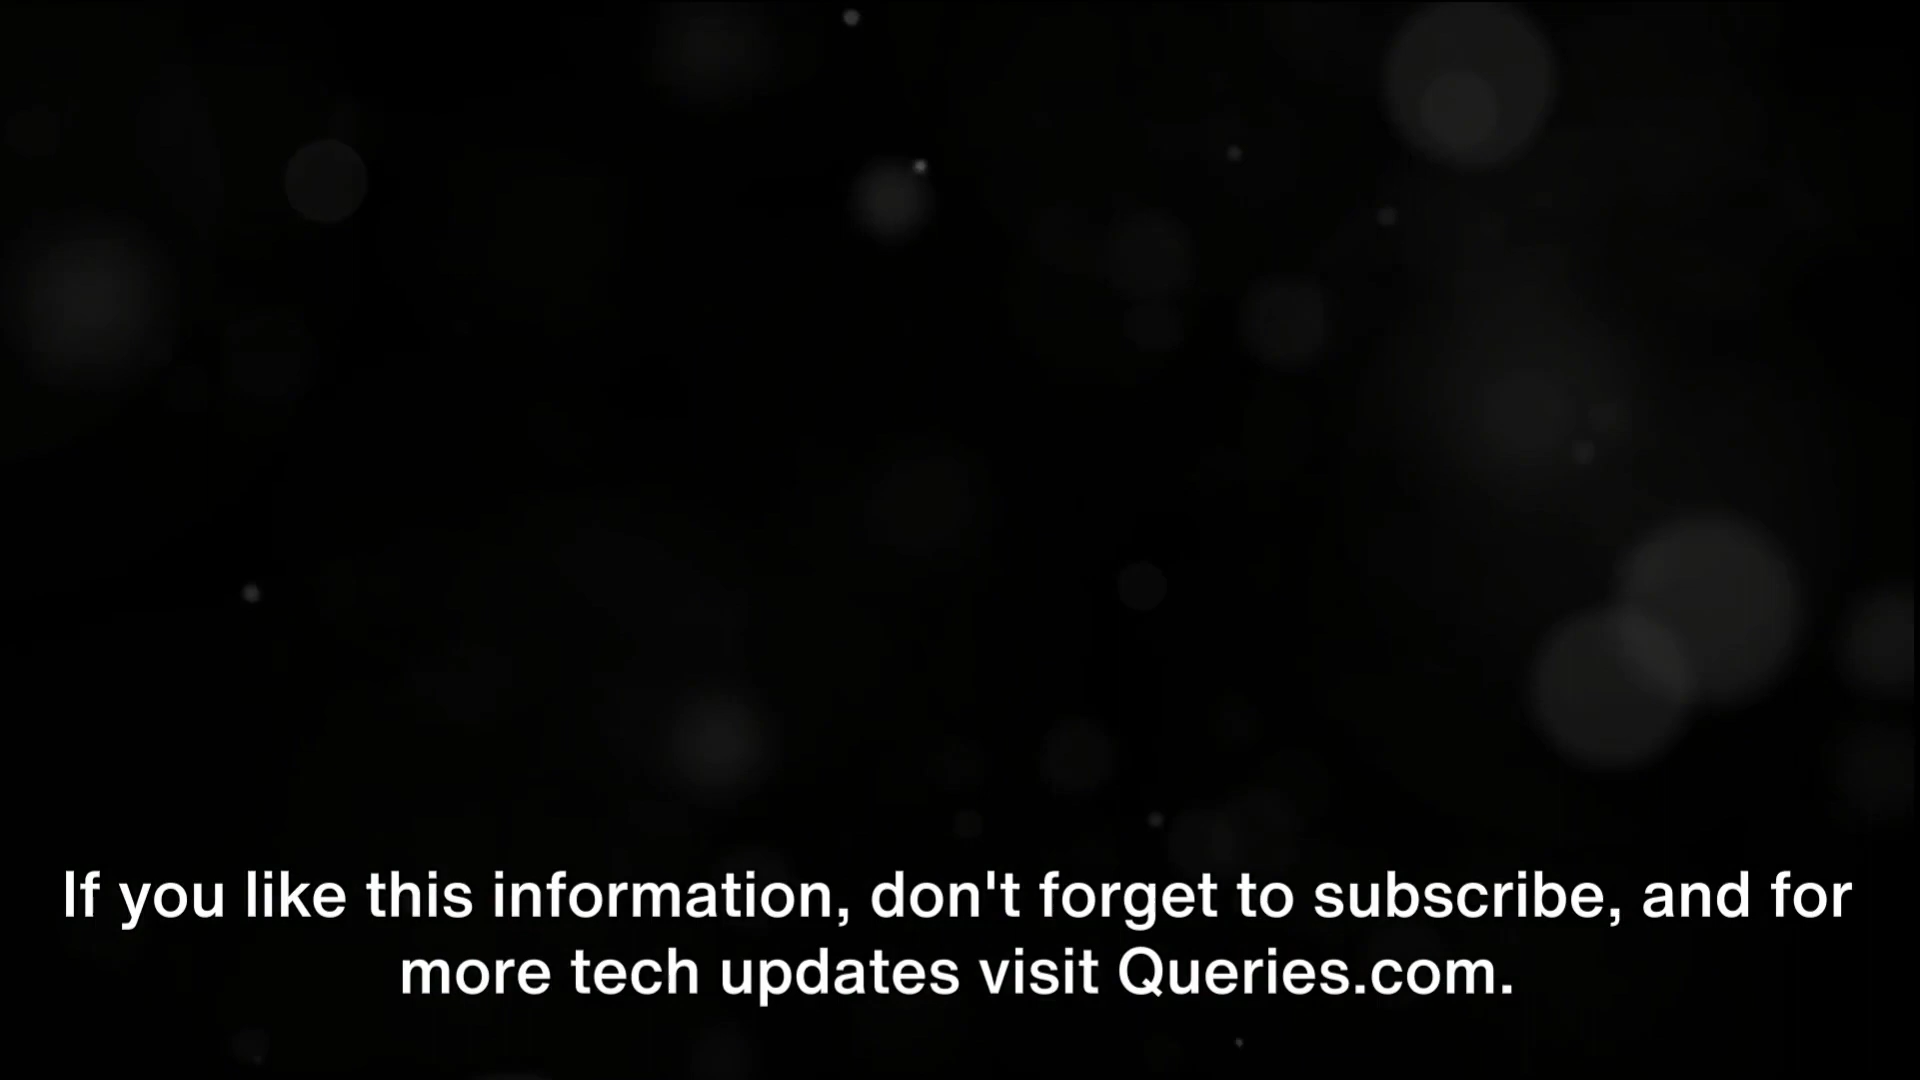 If you like this information, don't forget to subscribe, and for
more tech updates visit Queries.com.